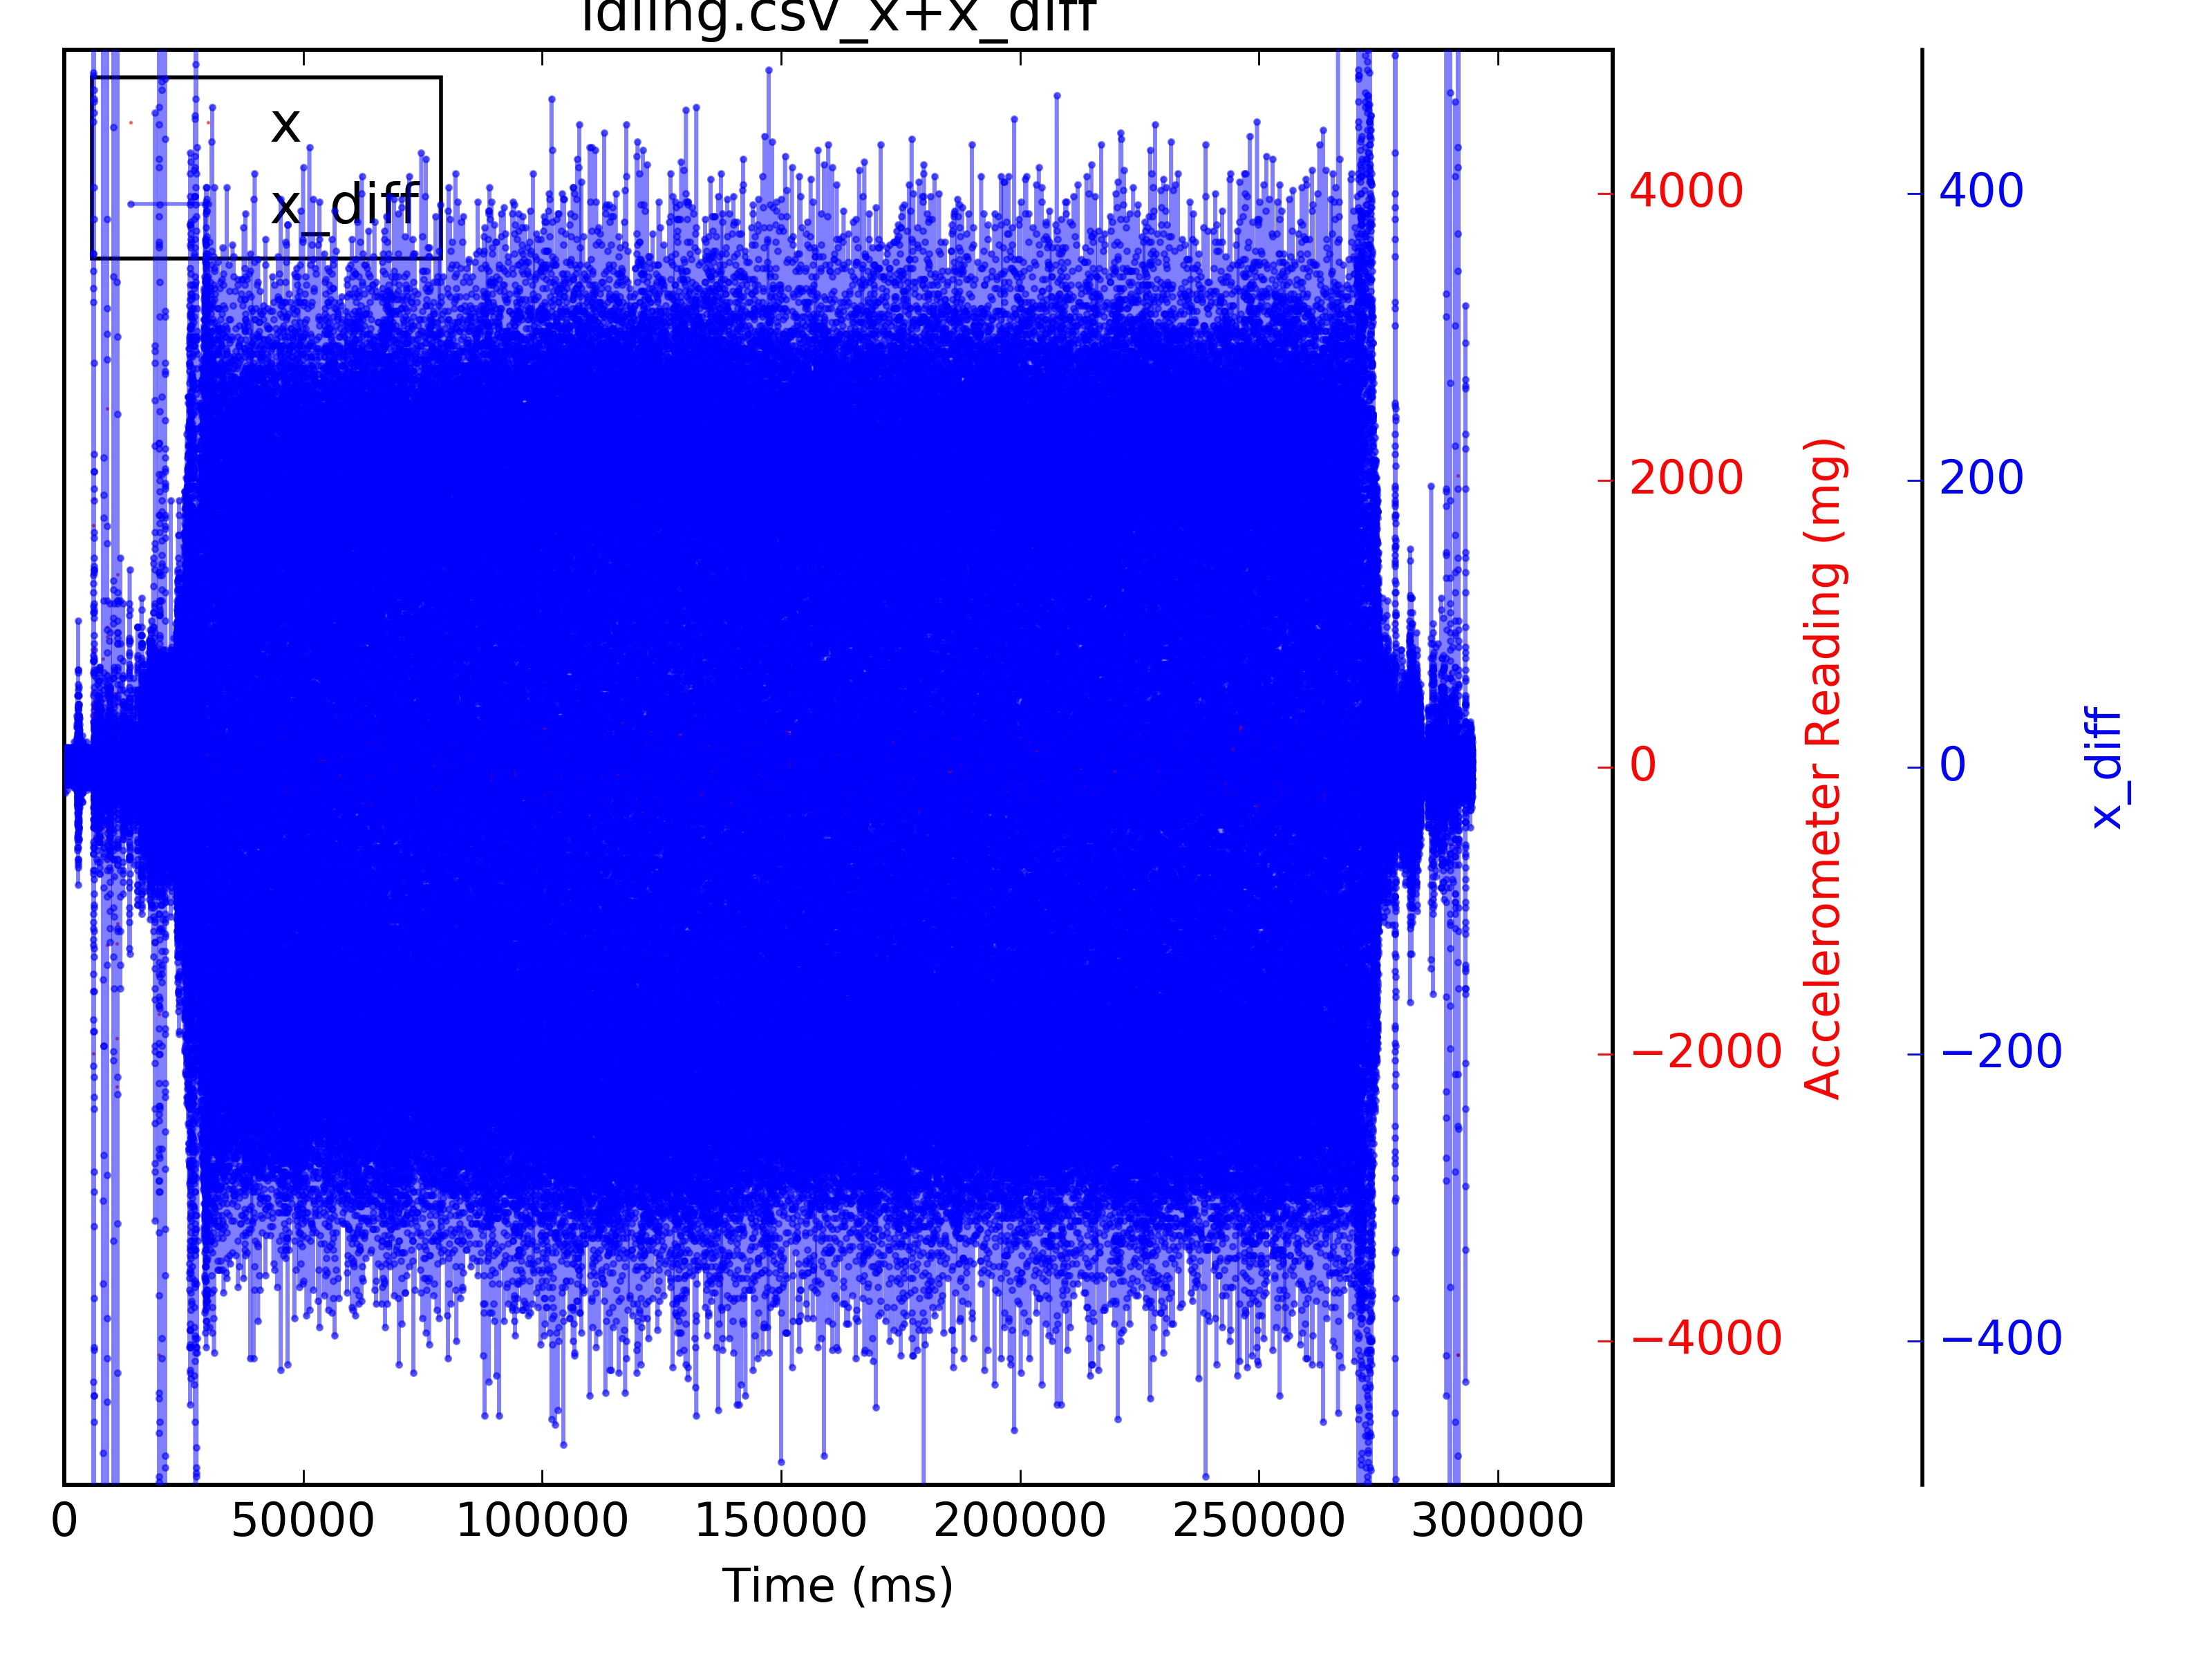 idling.csv_x+x_diff
x
x_diff
4000
2000
0
−2000
−4000
Accelerometer Reading (mg)
400
200
0
−200
−400
x_diff
0 50000 100000 150000 200000 250000 300000
Time (ms)